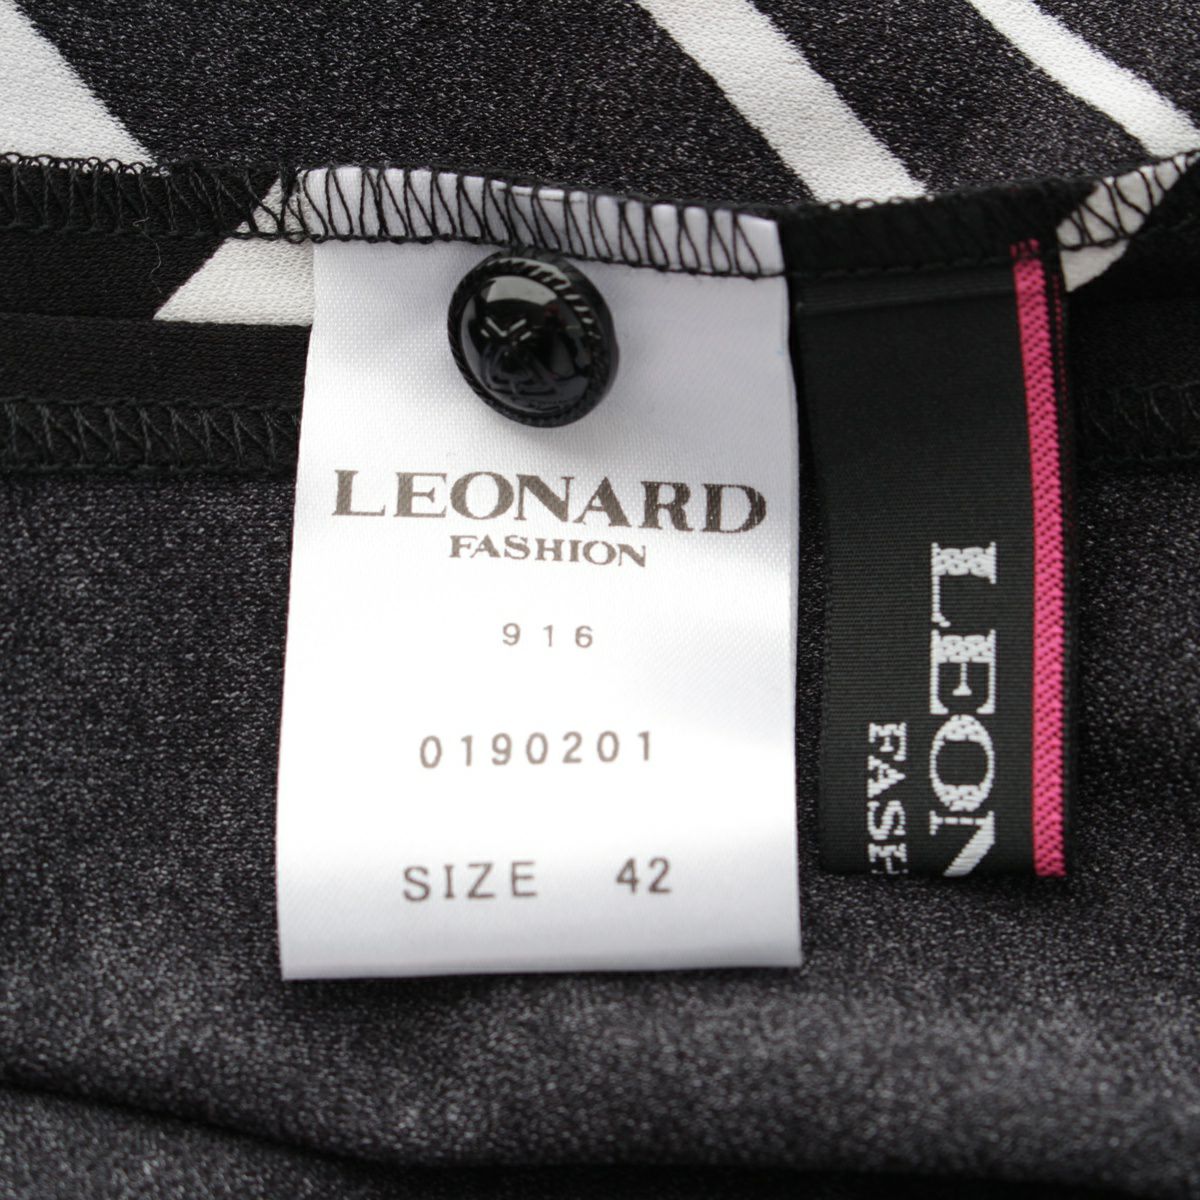 LEONARD
FASHION
916
0190201
SIZE 42
LEON
FASH